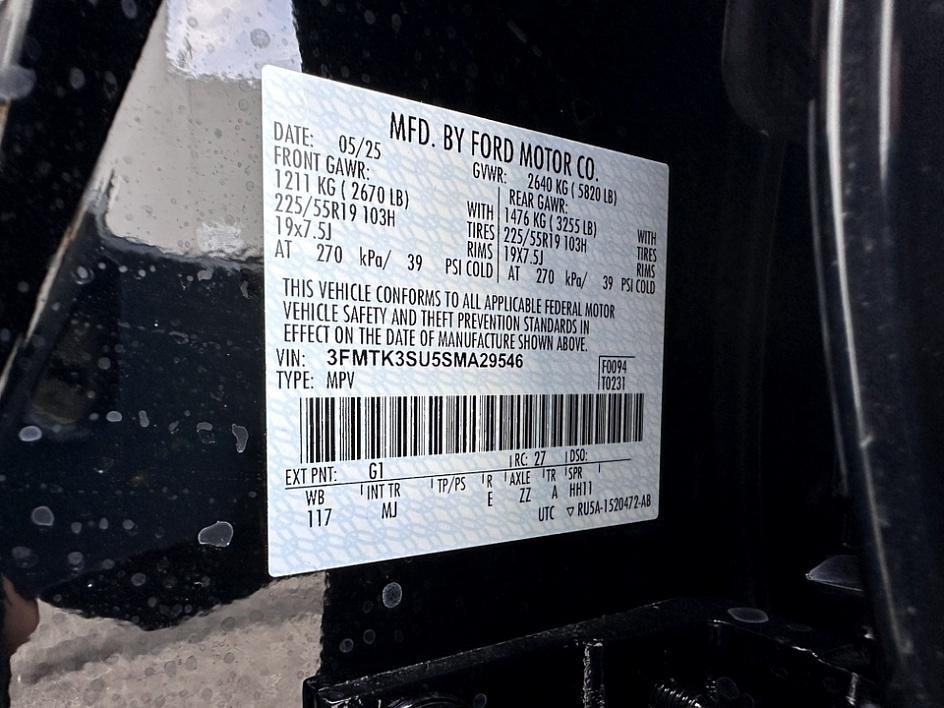 MFD. BY FORD MOTOR CO.
DATE: 05/25 GVWR: 2640 KG ( 5820 LB)
FRONT GAWR: REAR GAWR:
1211 KG ( 2670 LB) WITH 1476 KG ( 3255 LB) WITH
225/55R19 103H TIRES 225/55R19 103H TIRES
19x7.5J RIMS 19X7.5J RIMS
AT 270 kPa/ 39 PSI COLD AT 270 kPa/ 39 PSI COLD
THIS VEHICLE CONFORMS TO ALL APPLICABLE FEDERAL MOTOR
VEHICLE SAFETY AND THEFT PREVENTION STANDARDS IN
EFFECT ON THE DATE OF MANUFACTURE SHOWN ABOVE.
VIN: 3FMTK3SU5SMA29546 F0094
TYPE: MPV T0231
EXT PNT: G1 RC: 27 DSO:
WB INT TR TP/PS R AXLE TR SPR
117 MJ E ZZ A HH11
UTC ▽ RU5A-1520472-AB